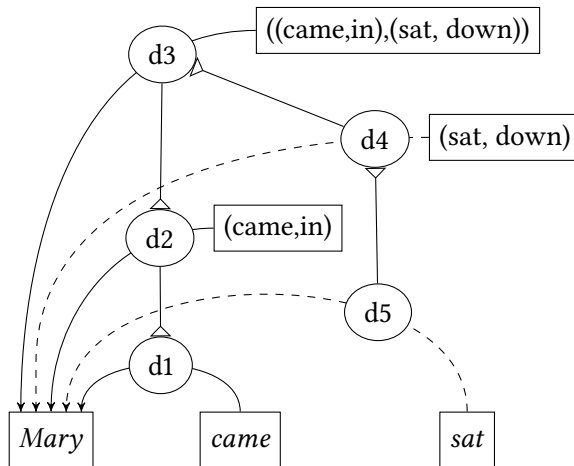 ((came,in),(sat, down))
d3
d4
(sat, down)
d2
(came,in)
d5
d1
Mary
came
sat